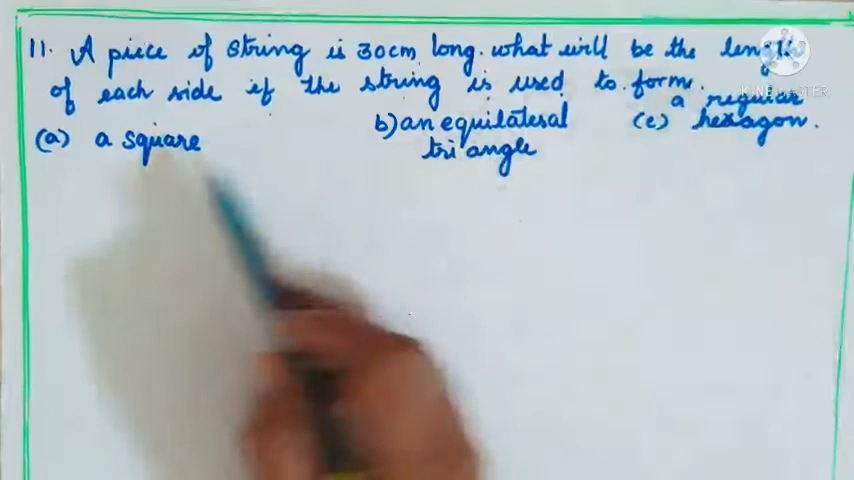 11. A piece of string is 30cm long. what will be the length
of each side if the string is used to form.
(a) a square
b) an equilateral
triangle
(c) a regular
hexagon.
KINEMASTER